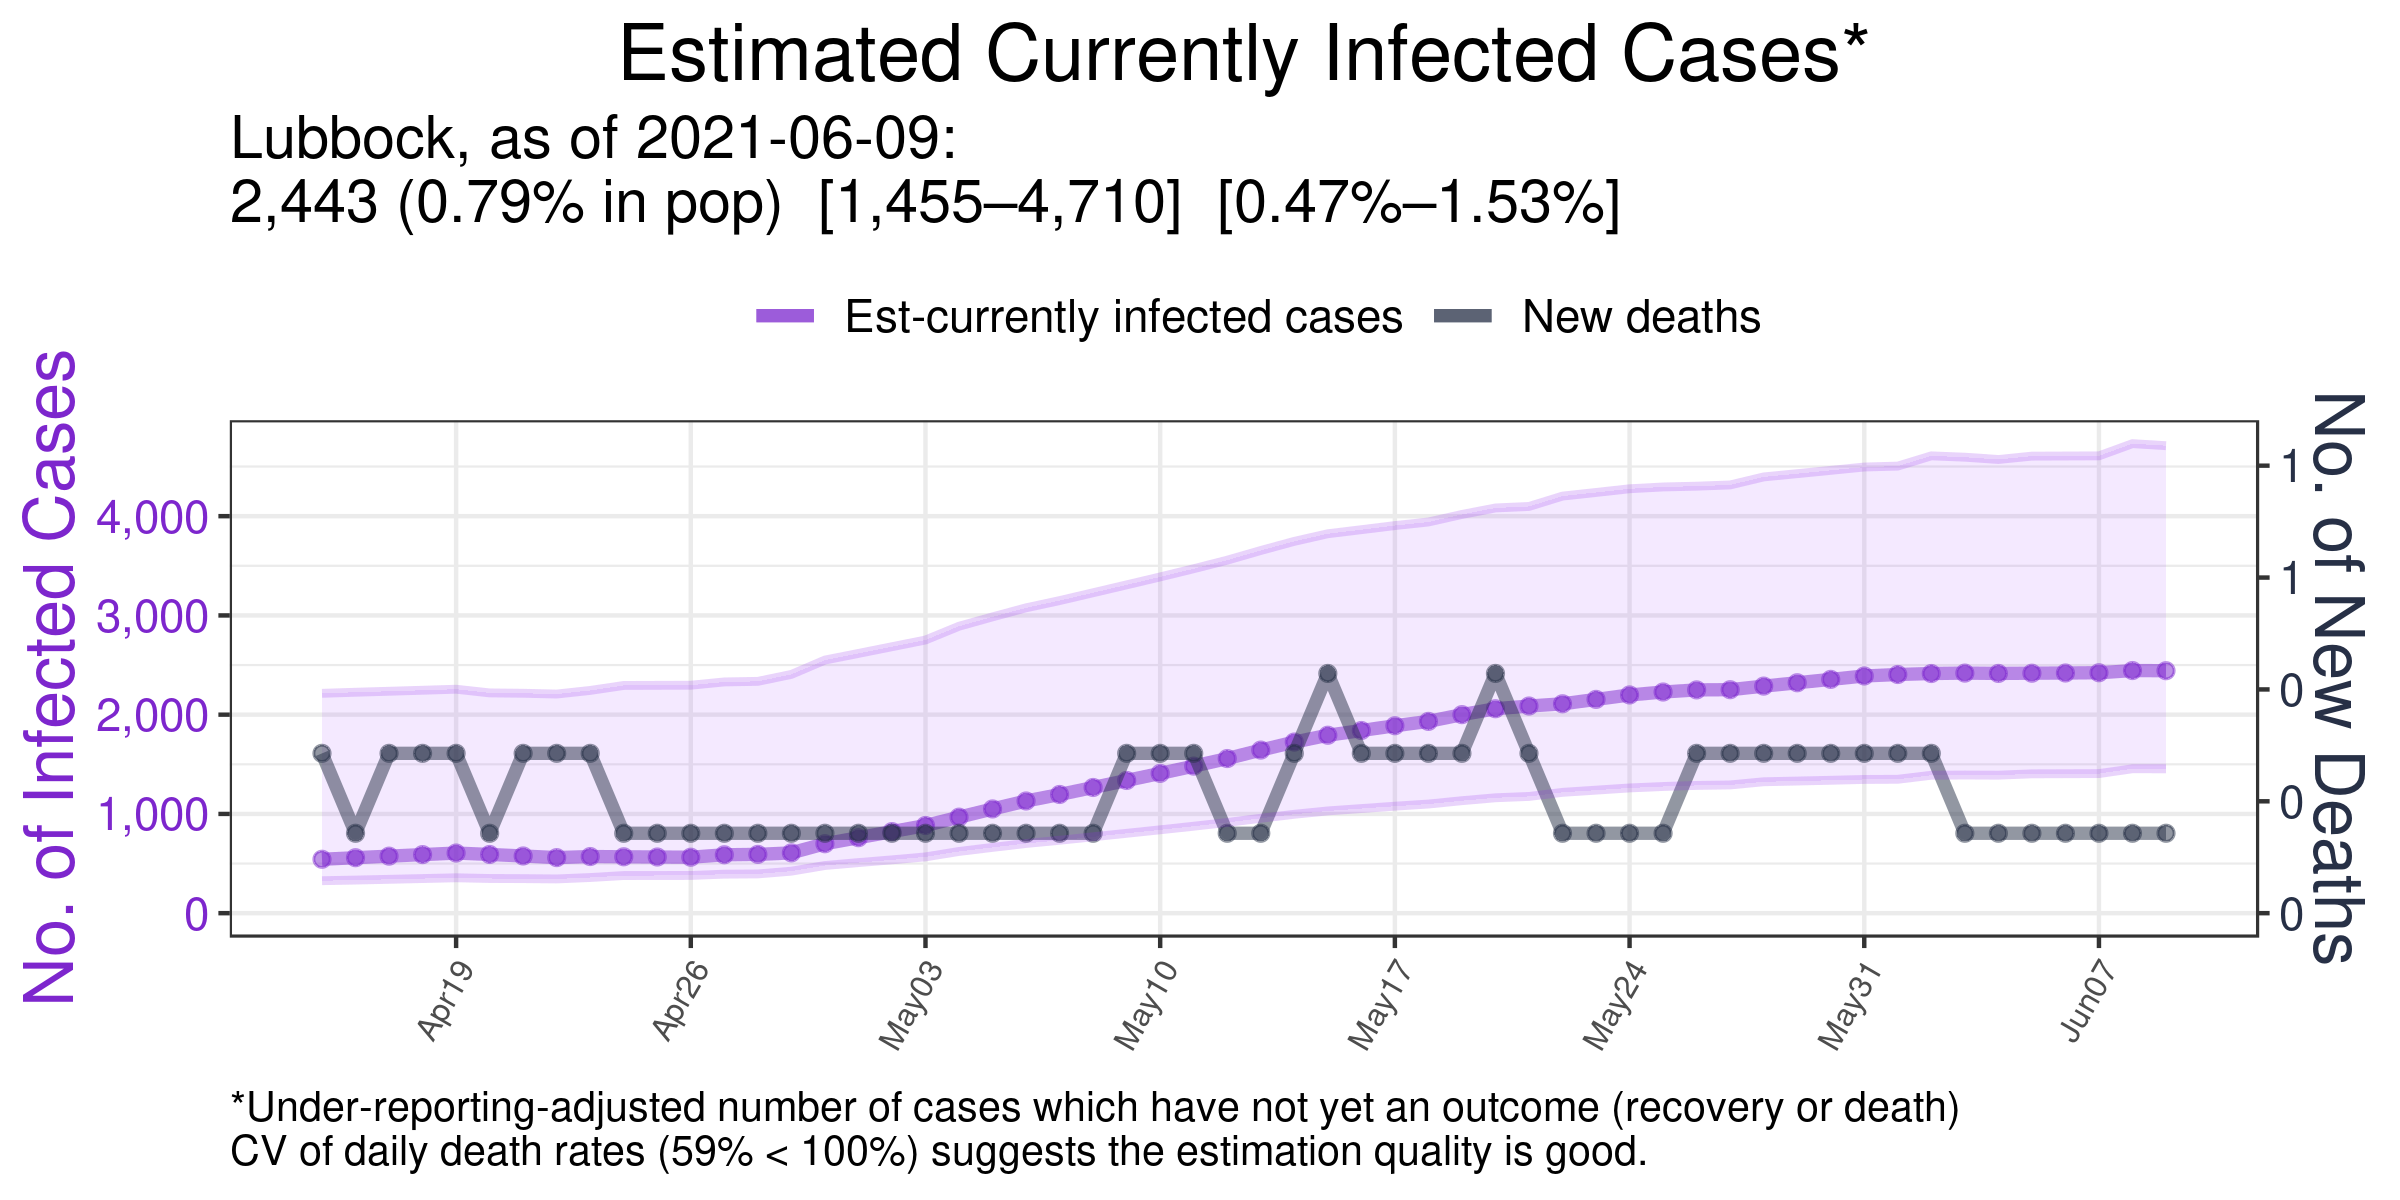 Estimated Currently Infected Cases*
Lubbock, as of 2021-06-09:
2,443 (0.79% in pop)  [1,455–4,710]  [0.47%–1.53%]
Est-currently infected cases
New deaths
No. of Infected Cases
4,000
3,000
2,000
1,000
0
1
1
0
0
0
No. of New Deaths
Apr19
Apr26
May03
May10
May17
May24
May31
Jun07
*Under-reporting-adjusted number of cases which have not yet an outcome (recovery or death)
CV of daily death rates (59% < 100%) suggests the estimation quality is good.